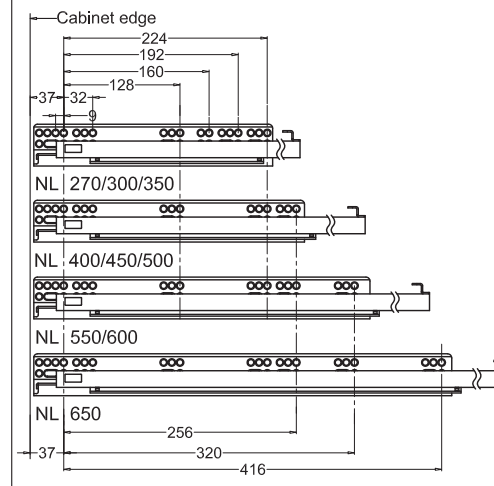 Cabinet edge
224
192
160
128
37 32
9
NL 270/300/350
NL 400/450/500
NL 550/600
NL 650
256
37 320
416